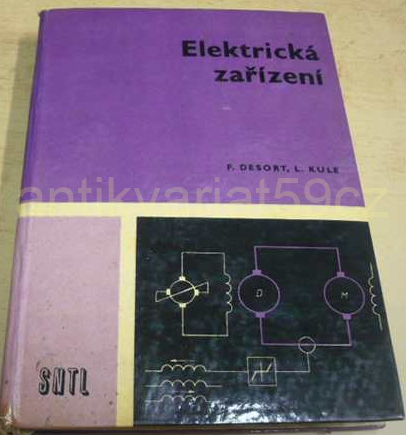 Elektrická
zařízení
F. DESORT, L. KULE
antikvariat59cz
D
M
SNTL